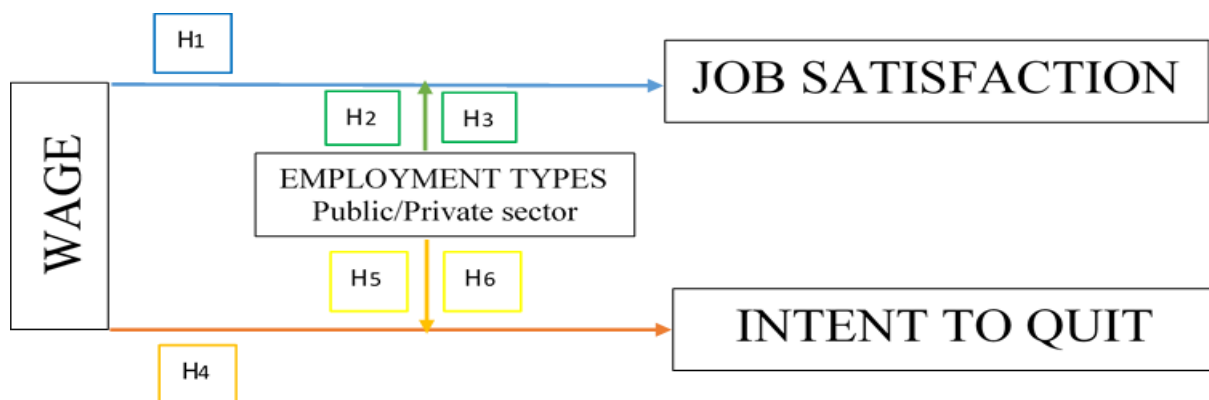 H1
JOB SATISFACTION
H2
H3
WAGE
EMPLOYMENT TYPES
Public/Private sector
H5
H6
INTENT TO QUIT
H4